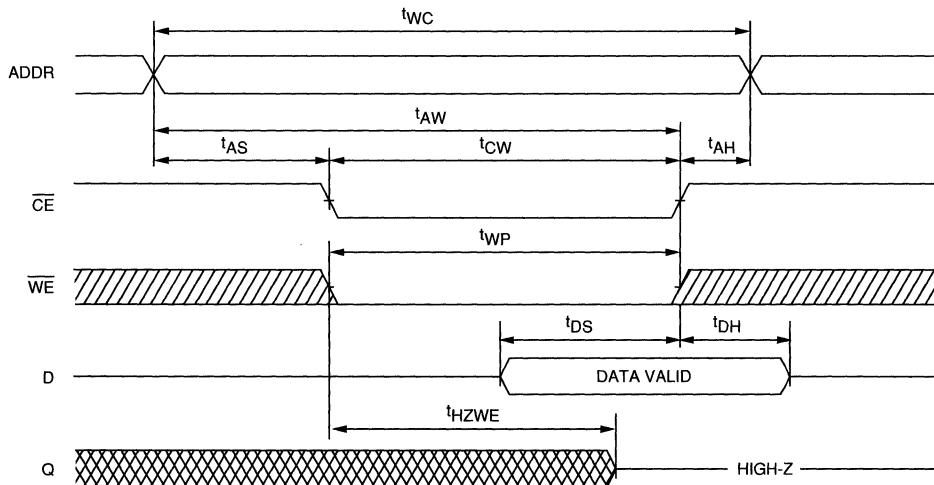 tWC
ADDR
tAW
tAS
tCW
tAH
CE
tWP
WE
tDS
tDH
D
DATA VALID
tHZWE
Q
HIGH-Z